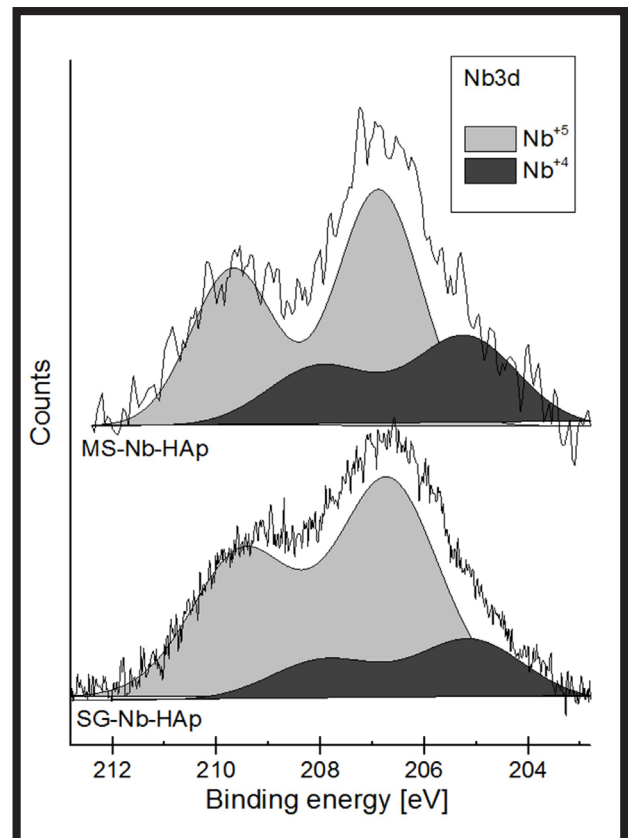 Nb3d
Nb+5
Nb+4
Counts
MS-Nb-HAp
SG-Nb-HAp
212 210 208 206 204
Binding energy [eV]